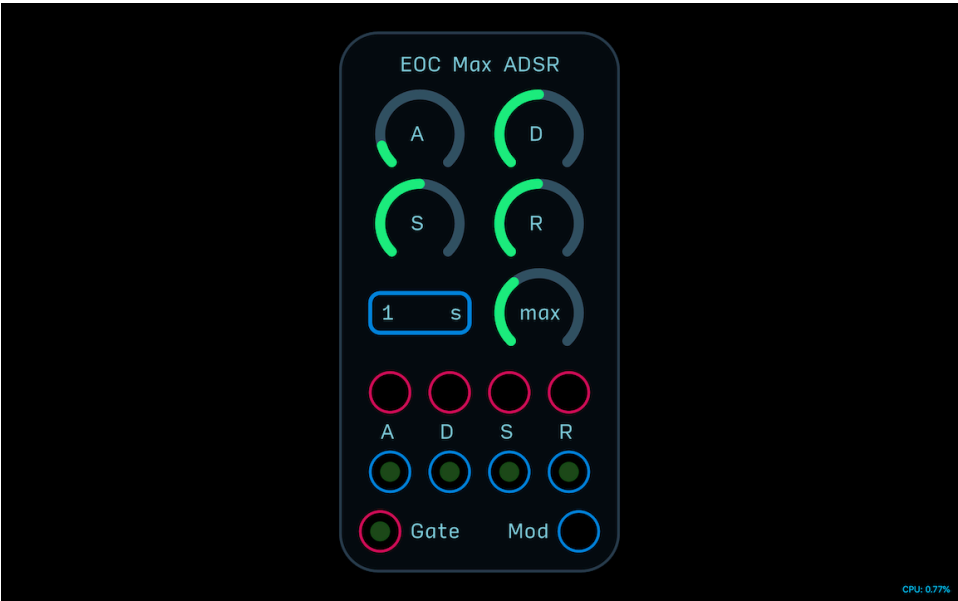 EOC Max ADSR
A D
S R
1 s max
A D S R
Gate Mod
CPU: 0.77%